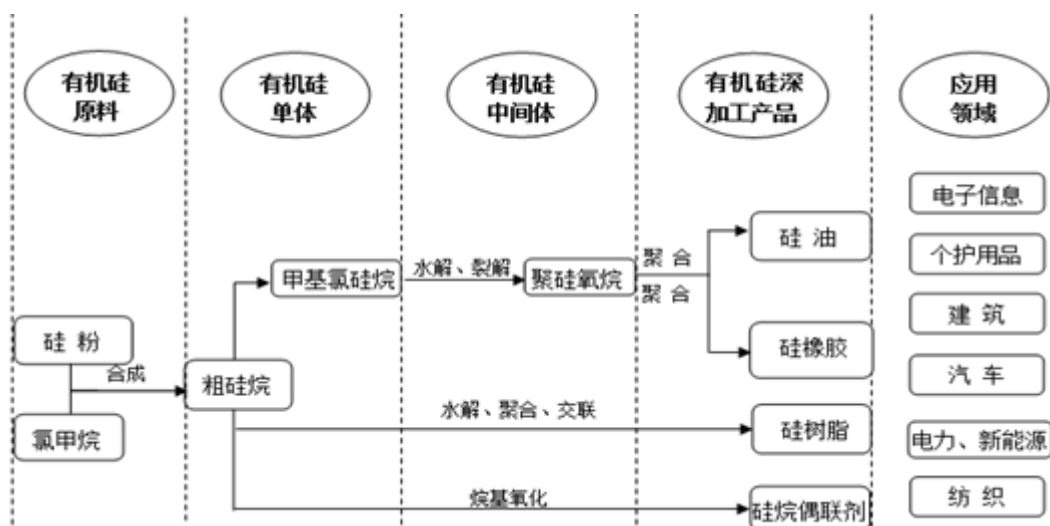 有机硅
原料
有机硅
单体
有机硅
中间体
有机硅深
加工产品
应用
领域
硅 粉
氯甲烷
合成
粗硅烷
甲基氯硅烷
水解、裂解
聚硅氧烷
聚 合
聚 合
硅 油
硅橡胶
水解、聚合、交联
硅树脂
烷基氧化
硅烷偶联剂
电子信息
个护用品
建 筑
汽 车
电力、新能源
纺 织